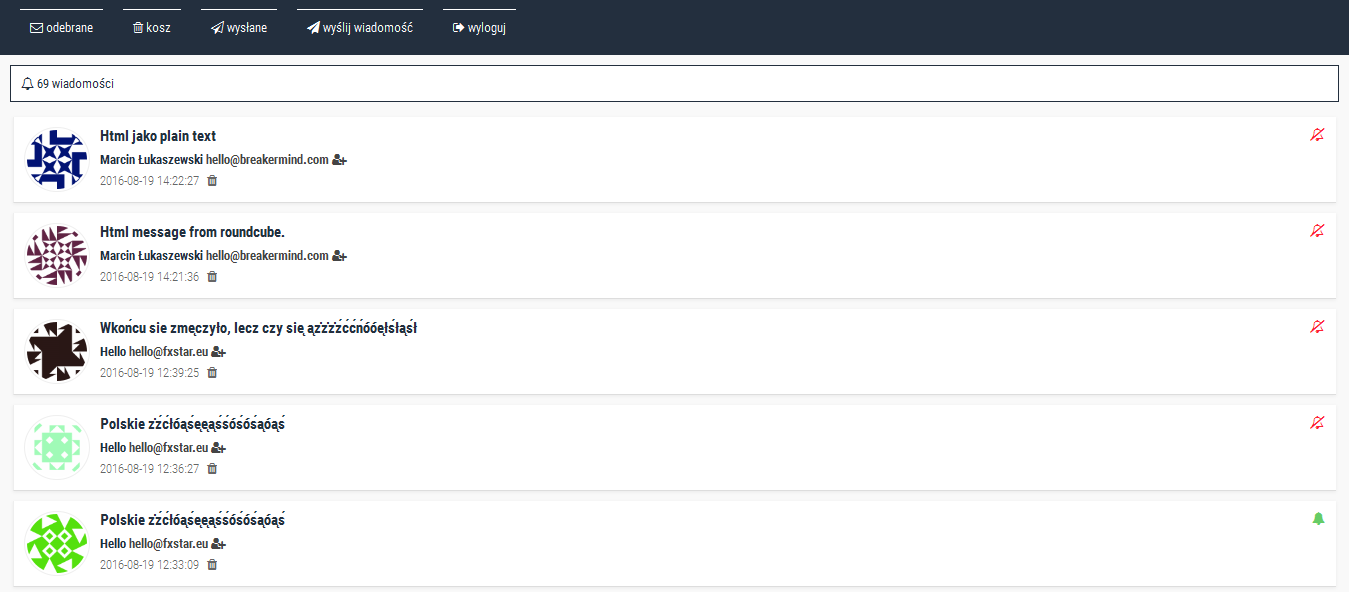 odebrane kosz wysłane wyślij wiadomość wyloguj
69 wiadomości
Html jako plain text
Marcin Łukaszewski hello@breakermind.com
2016-08-19 14:22:27
Html message from roundcube.
Marcin Łukaszewski hello@breakermind.com
2016-08-19 14:21:36
Wkońcu sie zmęczyło, lecz czy się
Hello hello@fxstar.eu
2016-08-19 12:39:25
Polskie
Hello hello@fxstar.eu
2016-08-19 12:36:27
Polskie
Hello hello@fxstar.eu
2016-08-19 12:33:09